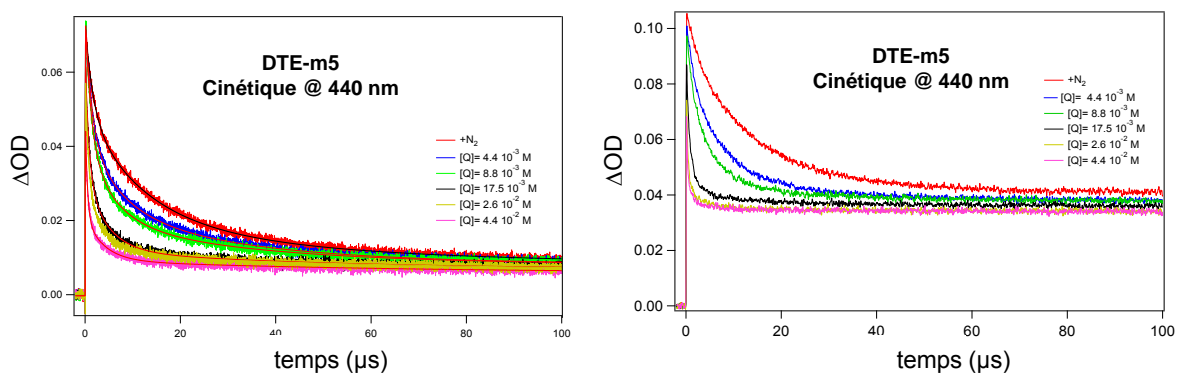 DTE-m5
Cinétique @ 440 nm
+N₂
[Q]= 4.4 10⁻³ M
[Q]= 8.8 10⁻³ M
[Q]= 17.5 10⁻³ M
[Q]= 2.6 10⁻² M
[Q]= 4.4 10⁻² M
ΔOD
0.06
0.04
0.02
0.00
0 20 40 60 80 100
temps (µs)
DTE-m5
Cinétique @ 440 nm
+N₂
[Q]= 4.4 10⁻³ M
[Q]= 8.8 10⁻³ M
[Q]= 17.5 10⁻³ M
[Q]= 2.6 10⁻² M
[Q]= 4.4 10⁻² M
ΔOD
0.10
0.08
0.06
0.04
0.02
0.00
0 20 40 60 80 100
temps (µs)